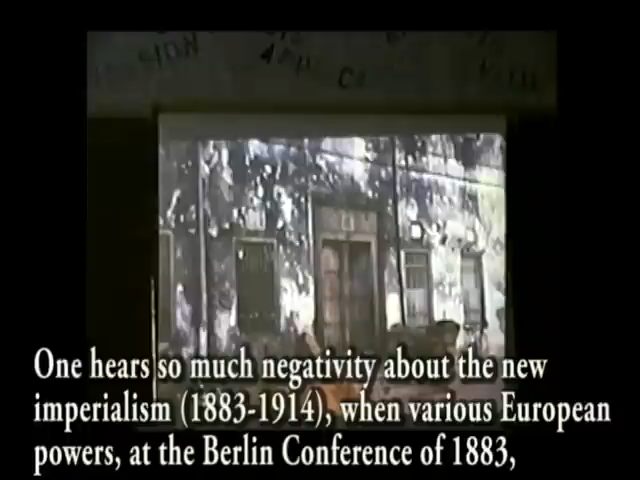 One hears so much negativity about the new
imperialism (1883-1914), when various European
powers, at the Berlin Conference of 1883,